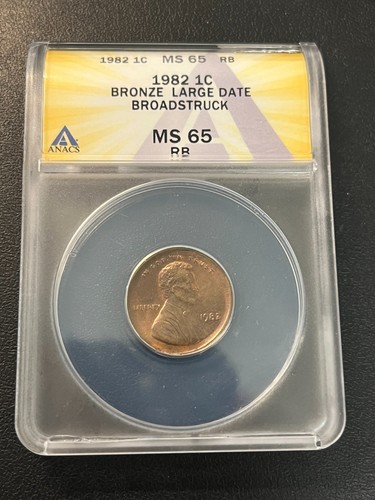 1982 1C MS 65 RB
1982 1C
BRONZE LARGE DATE
BROADSTRUCK
MS 65
RB
ANACS
LIBERTY
1982